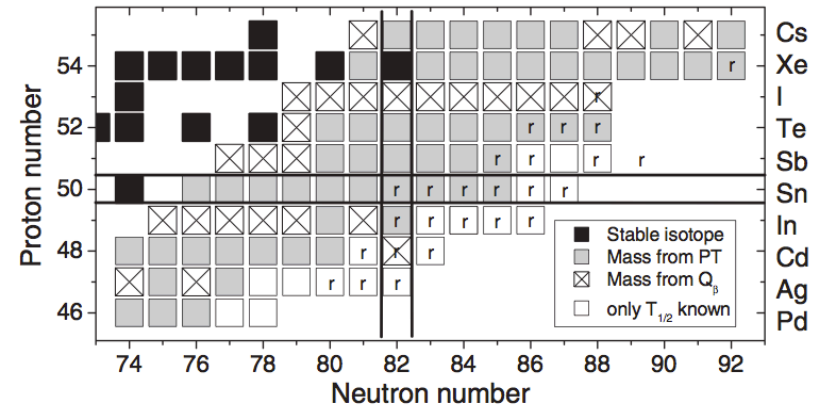 Cs
54 r Xe
r I
52 r r r Te
r r r r Sb
50 r r r r r r Sn
r r r r r In
48 r r r Cd
r r r Ag
46 Pd
Proton number
Stable isotope
Mass from PT
Mass from Qβ
only T1/2 known
74 76 78 80 82 84 86 88 90 92
Neutron number